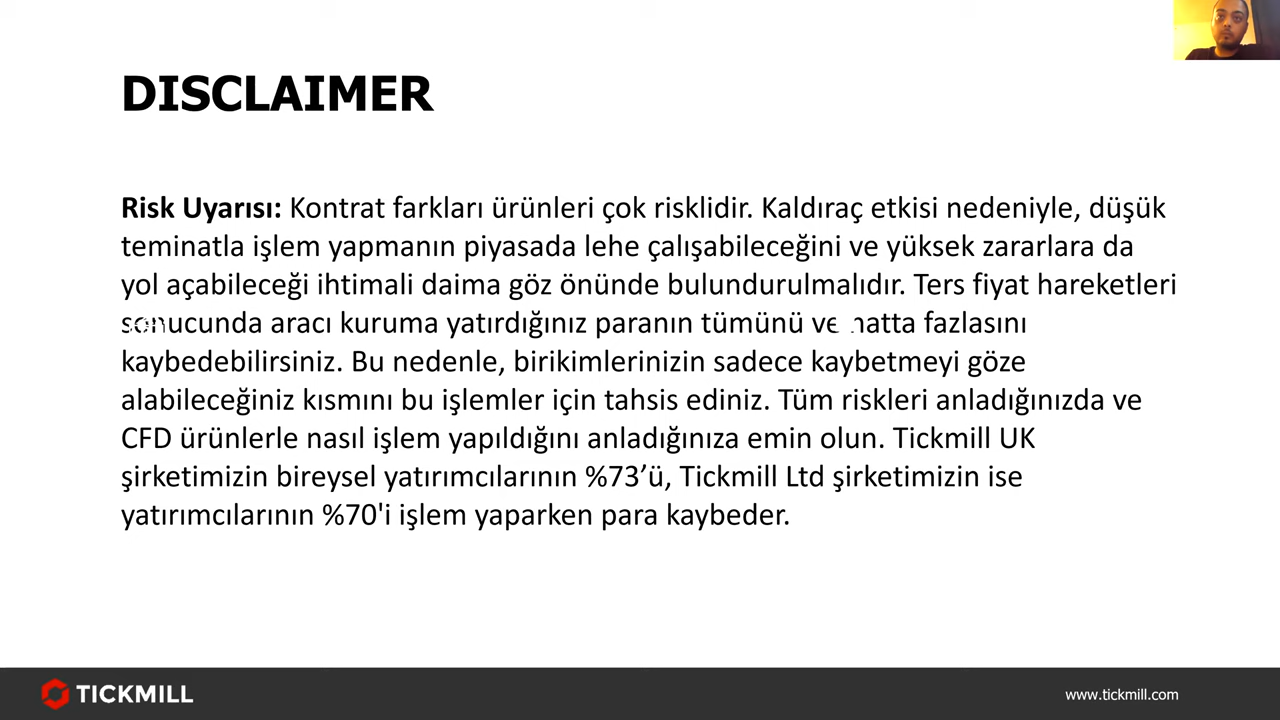 DISCLAIMER
Risk Uyarısı: Kontrat farkları ürünleri çok risklidir. Kaldıraç etkisi nedeniyle, düşük
teminatla işlem yapmanın piyasada lehe çalışabileceğini ve yüksek zararlara da
yol açabileceği ihtimali daima göz önünde bulundurulmalıdır. Ters fiyat hareketleri
sonucunda aracı kuruma yatırdığınız paranın tümünü ve hatta fazlasını
kaybedebilirsiniz. Bu nedenle, birikimlerinizin sadece kaybetmeyi göze
alabileceğiniz kısmını bu işlemler için tahsis ediniz. Tüm riskleri anladığınızda ve
CFD ürünlerle nasıl işlem yapıldığını anladığınıza emin olun. Tickmill UK
şirketimizin bireysel yatırımcılarının %73’ü, Tickmill Ltd şirketimizin ise
yatırımcılarının %70'i işlem yaparken para kaybeder.
TICKMILL
www.tickmill.com